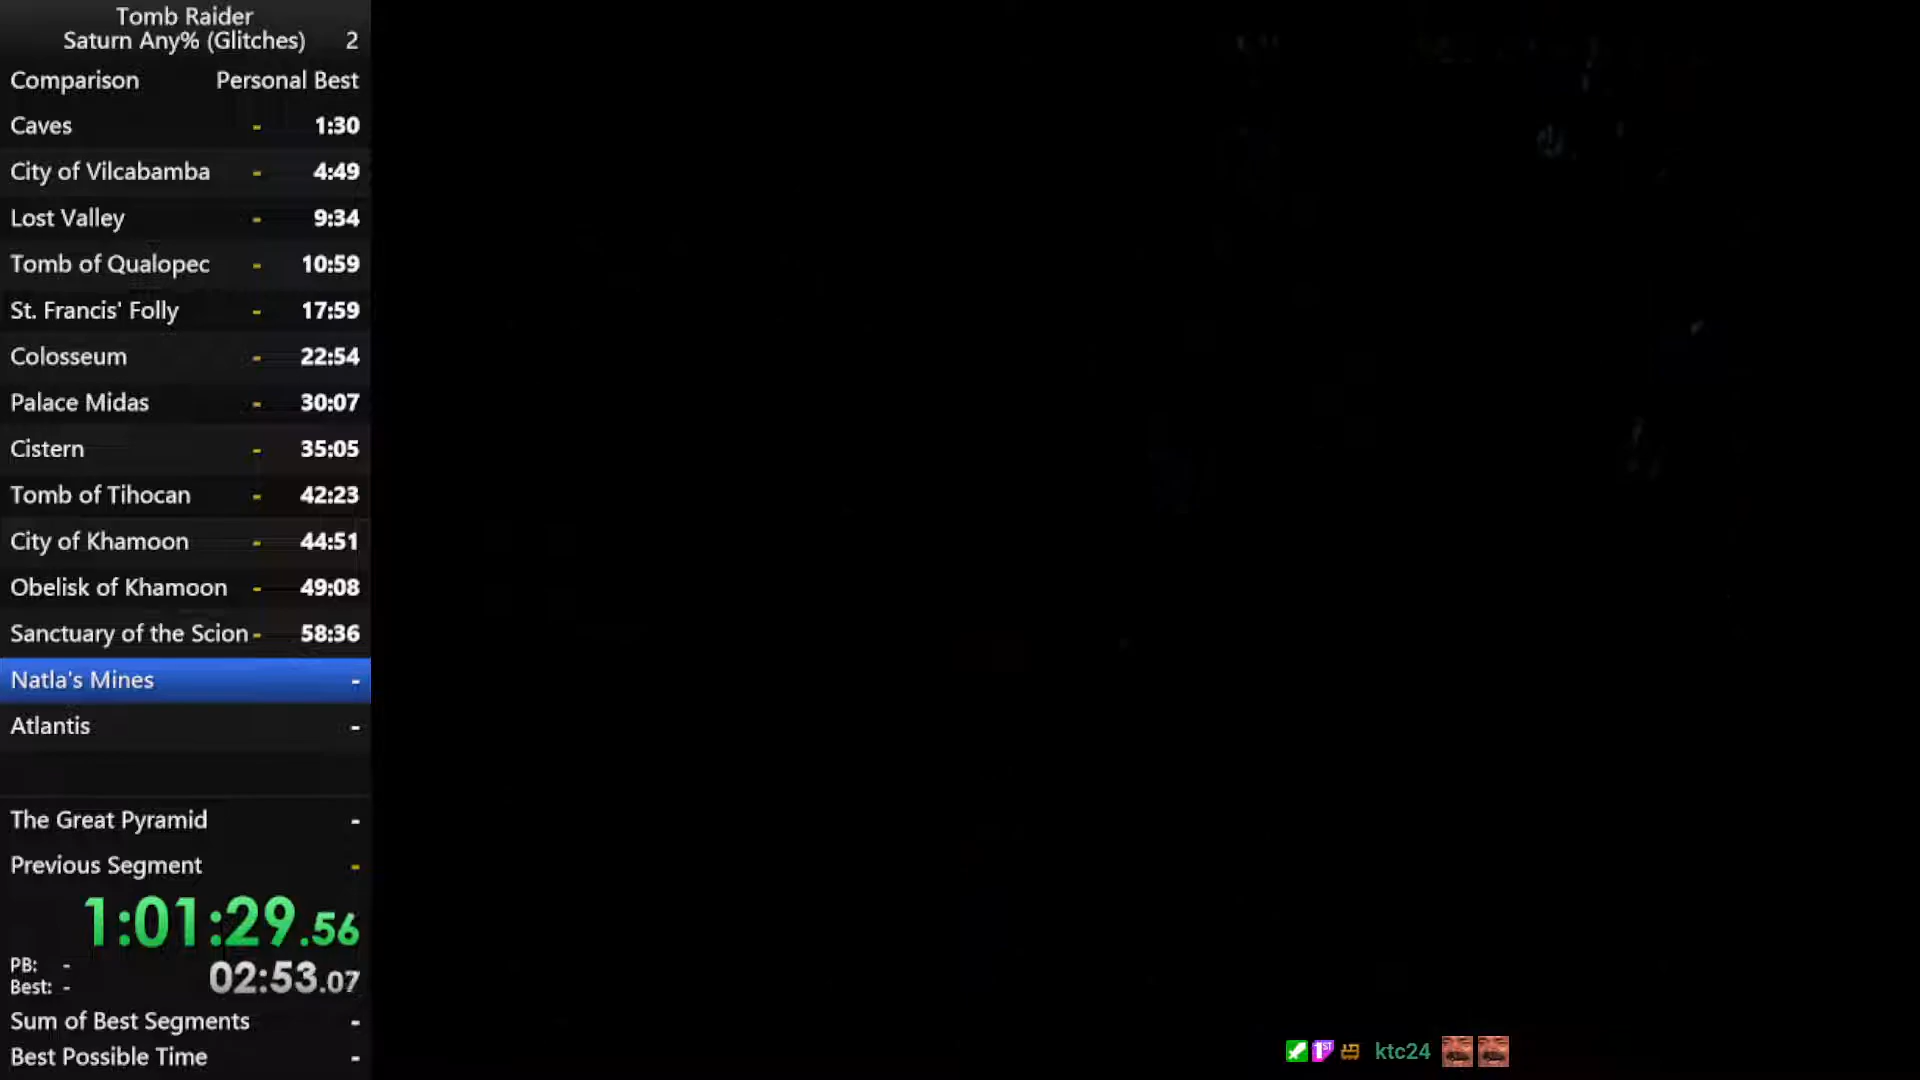 Tomb Raider
Saturn Any% (Glitches) 2
Comparison Personal Best
Caves - 1:30
City of Vilcabamba - 4:49
Lost Valley - 9:34
Tomb of Qualopec - 10:59
St. Francis' Folly - 17:59
Colosseum - 22:54
Palace Midas - 30:07
Cistern - 35:05
Tomb of Tihocan - 42:23
City of Khamoon - 44:51
Obelisk of Khamoon - 49:08
Sanctuary of the Scion - 58:36
Natla's Mines -
Atlantis -
The Great Pyramid -
Previous Segment -
1:01:29.56
PB: -
Best: - 02:53.07
Sum of Best Segments -
Best Possible Time -
1ST ktc24